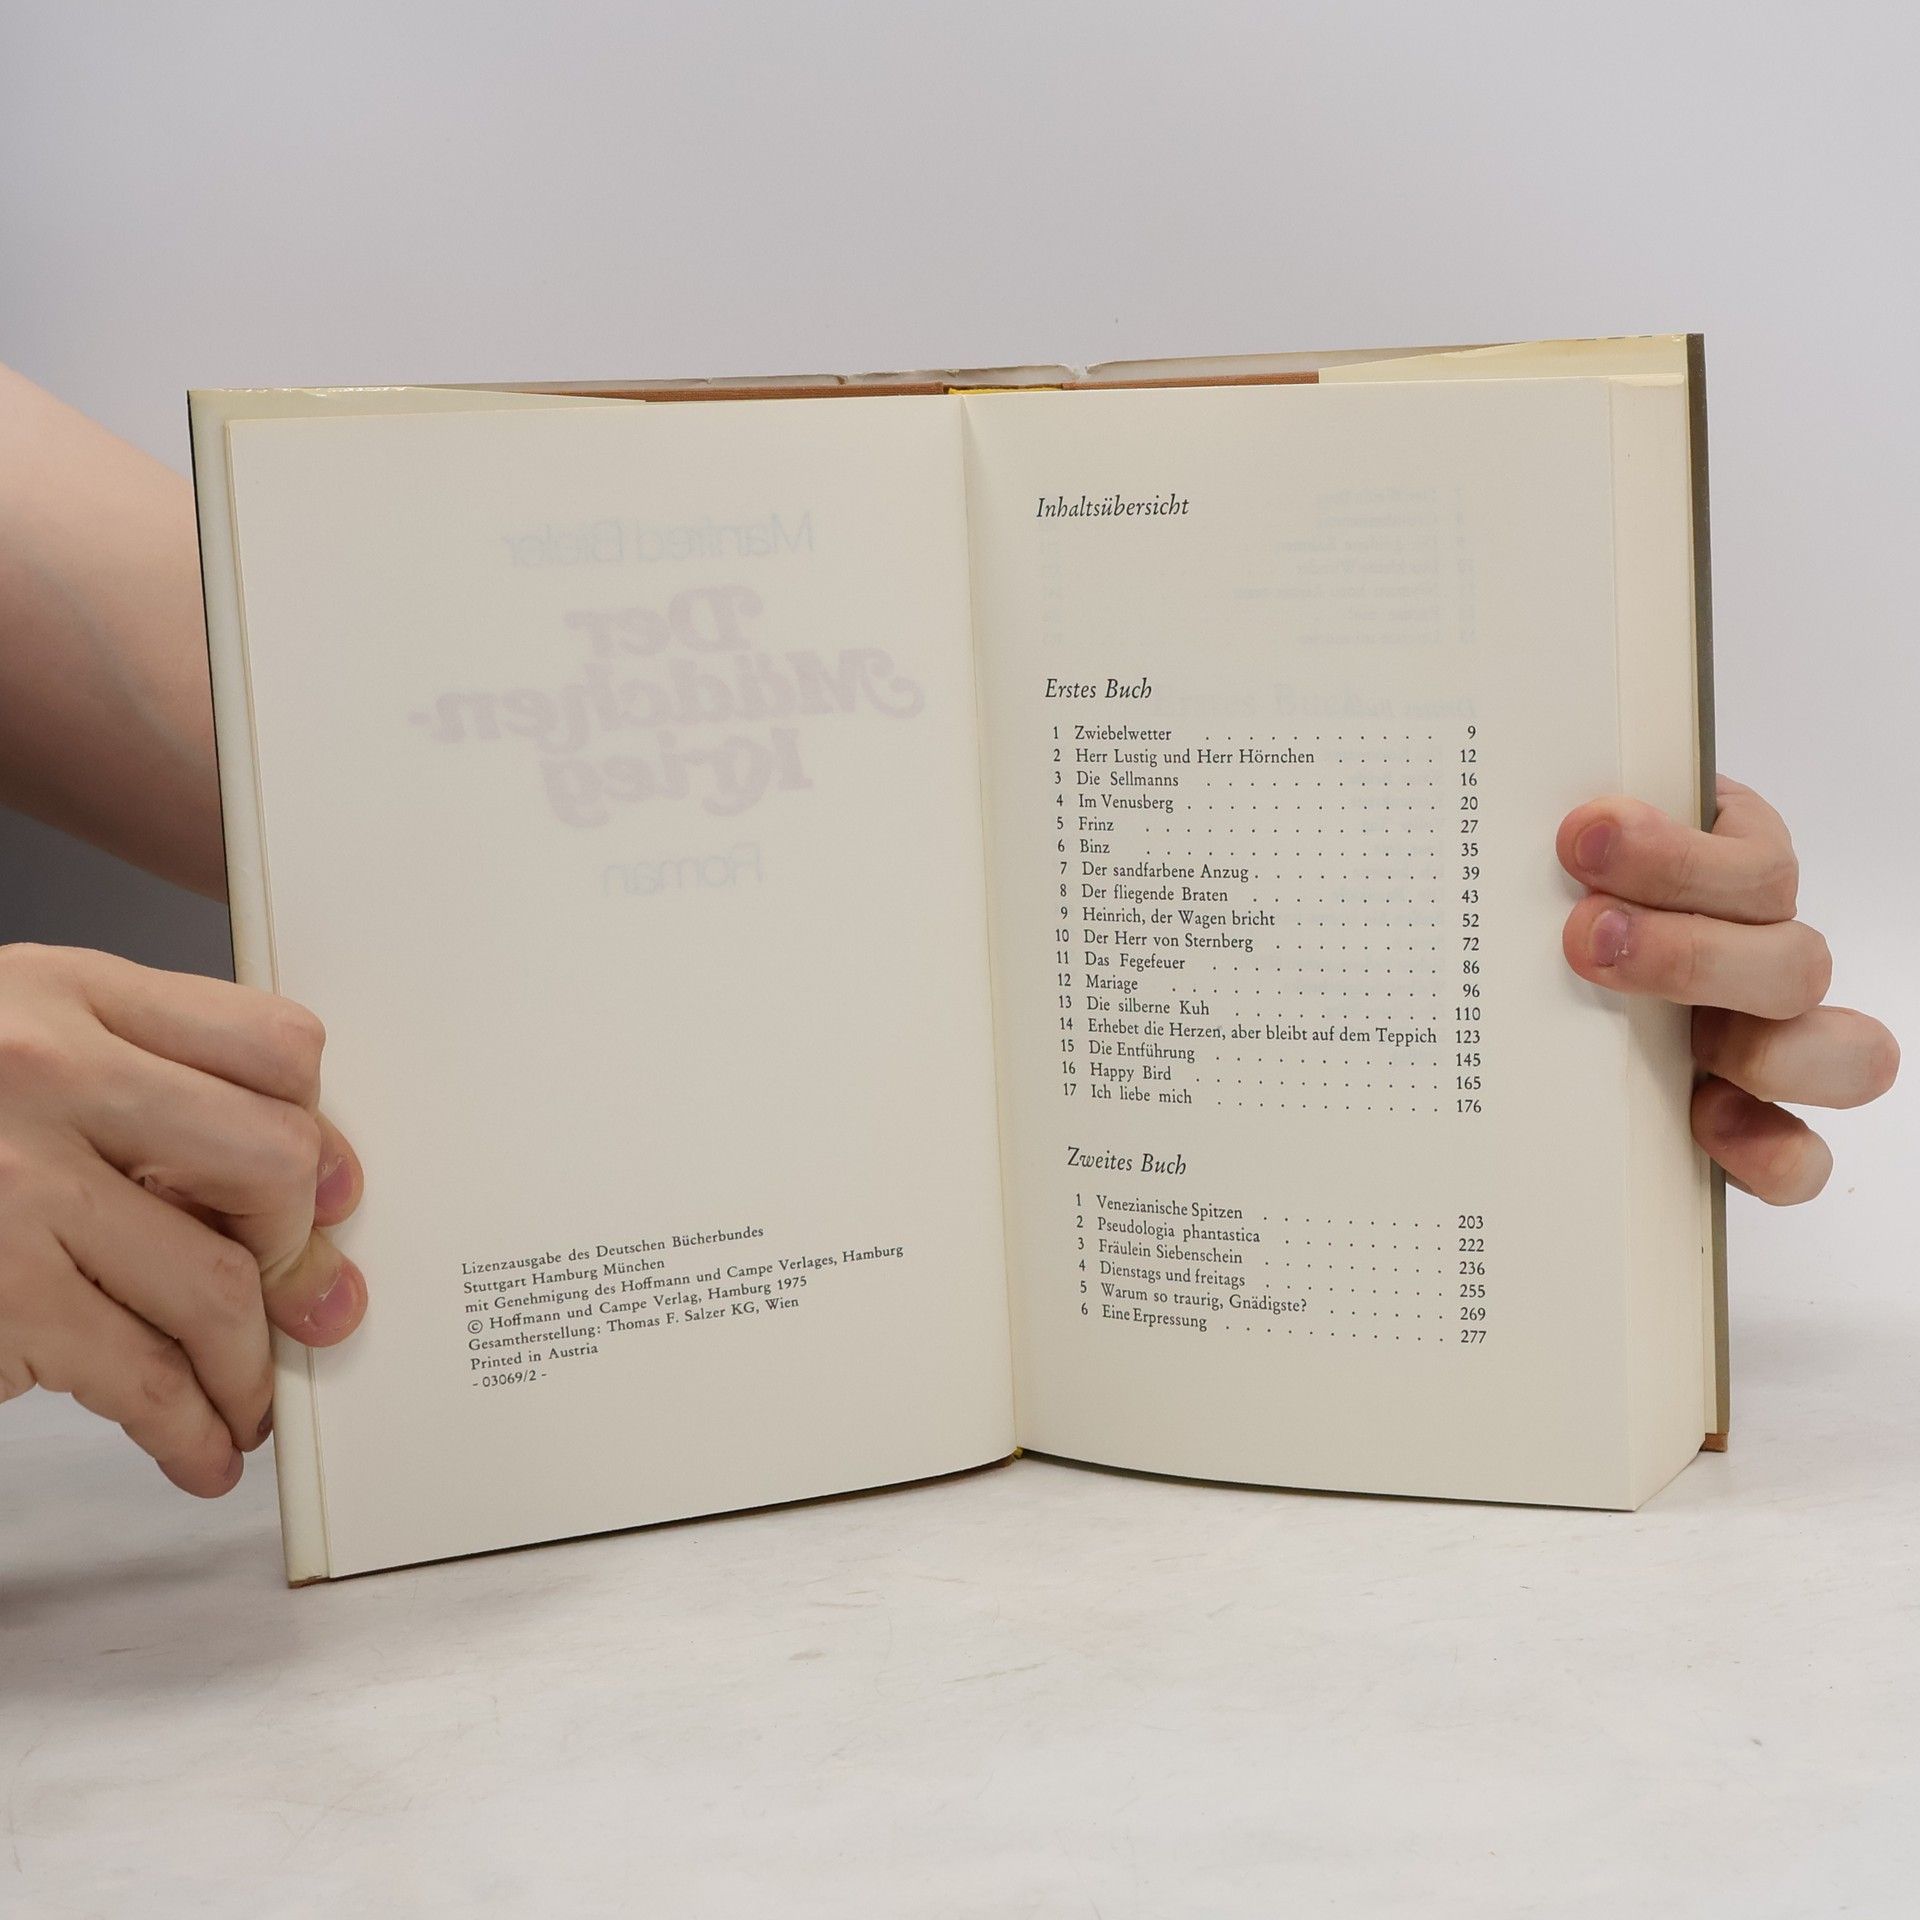 Manfred Bieler
Der
Mädchen-
krieg
Roman
Lizenzausgabe des Deutschen Bücherbundes
Stuttgart Hamburg München
mit Genehmigung des Hoffmann und Campe Verlages, Hamburg
© Hoffmann und Campe Verlag, Hamburg 1975
Gesamtherstellung: Thomas F. Salzer KG, Wien
Printed in Austria
- 03069/2 -
Inhaltsübersicht
Erstes Buch
1 Zwiebelwetter . . . . . . . . . . . 9
2 Herr Lustig und Herr Hörnchen . . . . . 12
3 Die Sellmanns . . . . . . . . . . . 16
4 Im Venusberg . . . . . . . . . . . . 20
5 Frinz . . . . . . . . . . . . . . 27
6 Binz . . . . . . . . . . . . . . 35
7 Der sandfarbene Anzug . . . . . . . . . 39
8 Der fliegende Braten . . . . . . . . . 43
9 Heinrich, der Wagen bricht . . . . . . . 52
10 Der Herr von Sternberg . . . . . . . . 72
11 Das Fegefeuer . . . . . . . . . . . 86
12 Mariage . . . . . . . . . . . . . 96
13 Die silberne Kuh . . . . . . . . . . 110
14 Erhebet die Herzen, aber bleibt auf dem Teppich 123
15 Die Entführung . . . . . . . . . . . 145
16 Happy Bird . . . . . . . . . . . . 165
17 Ich liebe mich . . . . . . . . . . . 176
Zweites Buch
1 Venezianische Spitzen . . . . . . . . . 203
2 Pseudologia phantastica . . . . . . . . 222
3 Fräulein Siebenschein . . . . . . . . . 236
4 Dienstags und freitags . . . . . . . . . 255
5 Warum so traurig, Gnädigste? . . . . . . 269
6 Eine Erpressung . . . . . . . . . . . 277